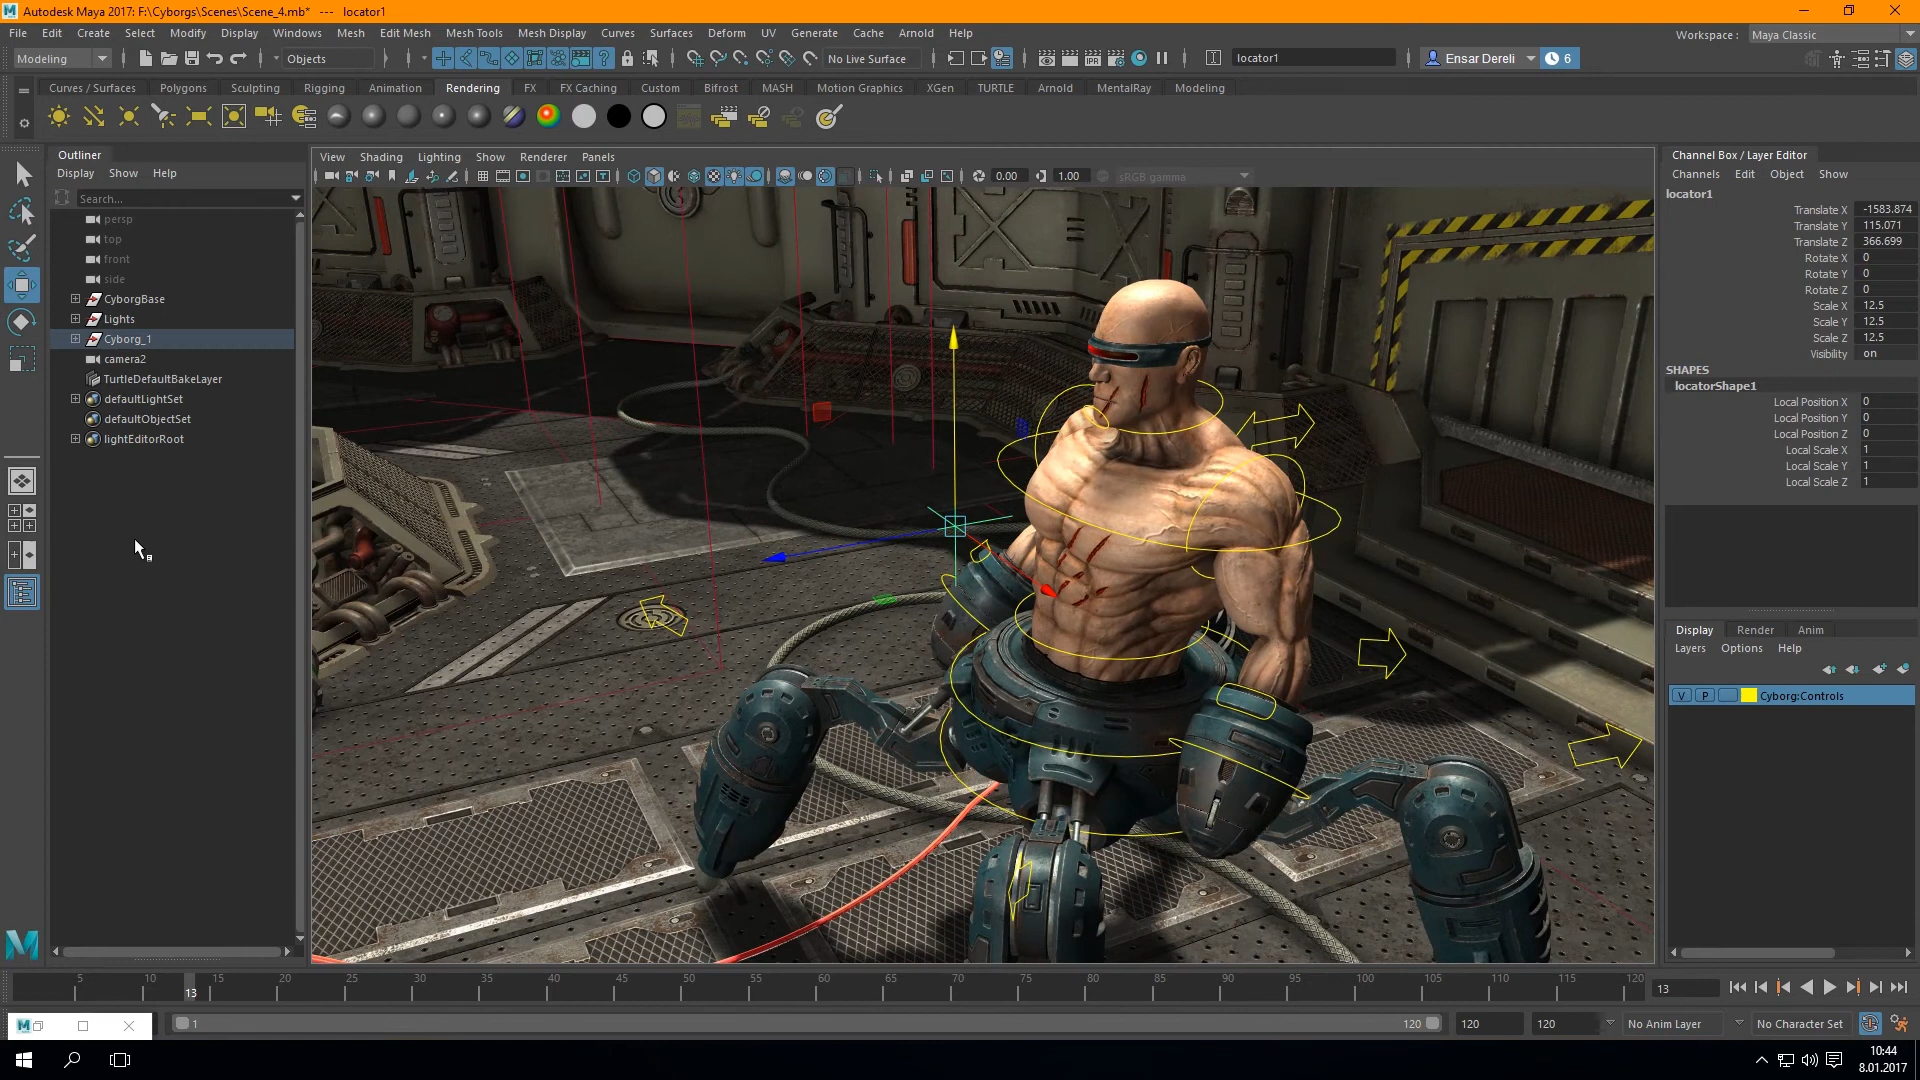 Autodesk Maya 2017: F:\Cyborgs\Scenes\Scene_4.mb* --- locator1
File Edit Create Select Modify Display Windows Mesh Edit Mesh Mesh Tools Mesh Display Curves Surfaces Deform UV Generate Cache Arnold Help
Workspace : Maya Classic
Modeling Objects No Live Surface IPR locator1 Ensar Dereli 6
Curves / Surfaces Polygons Sculpting Rigging Animation Rendering FX FX Caching Custom Bifrost MASH Motion Graphics XGen TURTLE Arnold MentalRay Modeling
Outliner
Display Show Help
Search...
persp
top
front
side
CyborgBase
Lights
Cyborg_1
camera2
TurtleDefaultBakeLayer
defaultLightSet
defaultObjectSet
lightEditorRoot
View Shading Lighting Show Renderer Panels
0.00 1.00 sRGB gamma
Channel Box / Layer Editor
Channels Edit Object Show
locator1
Translate X -1583.874
Translate Y 115.071
Translate Z 366.699
Rotate X 0
Rotate Y 0
Rotate Z 0
Scale X 12.5
Scale Y 12.5
Scale Z 12.5
Visibility on
SHAPES
locatorShape1
Local Position X 0
Local Position Y 0
Local Position Z 0
Local Scale X 1
Local Scale Y 1
Local Scale Z 1
Display Render Anim
Layers Options Help
V P Cyborg:Controls
5 10 15 20 25 30 35 40 45 50 55 60 65 70 75 80 85 90 95 100 105 110 115 120
13
13
1 120 120 120 No Anim Layer No Character Set
10:44
8.01.2017